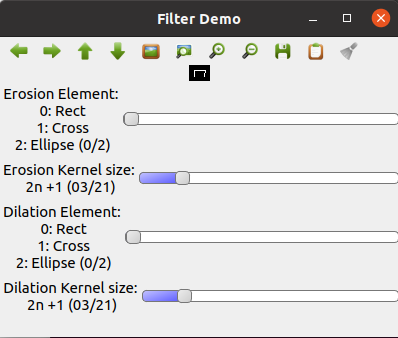 Filter Demo
Erosion Element:
0: Rect
1: Cross
2: Ellipse (0/2)
Erosion Kernel size:
2n +1 (03/21)
Dilation Element:
0: Rect
1: Cross
2: Ellipse (0/2)
Dilation Kernel size:
2n +1 (03/21)